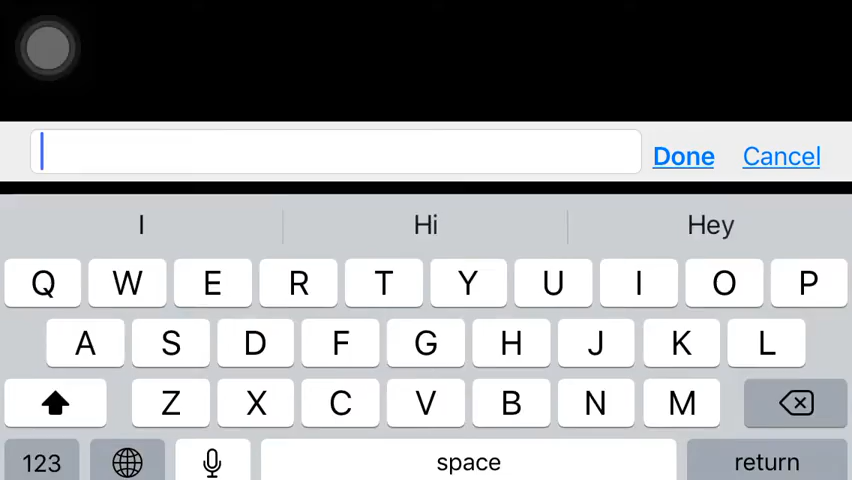 Done Cancel
I Hi Hey
Q W E R T Y U I O P
A S D F G H J K L
Z X C V B N M
123 space return